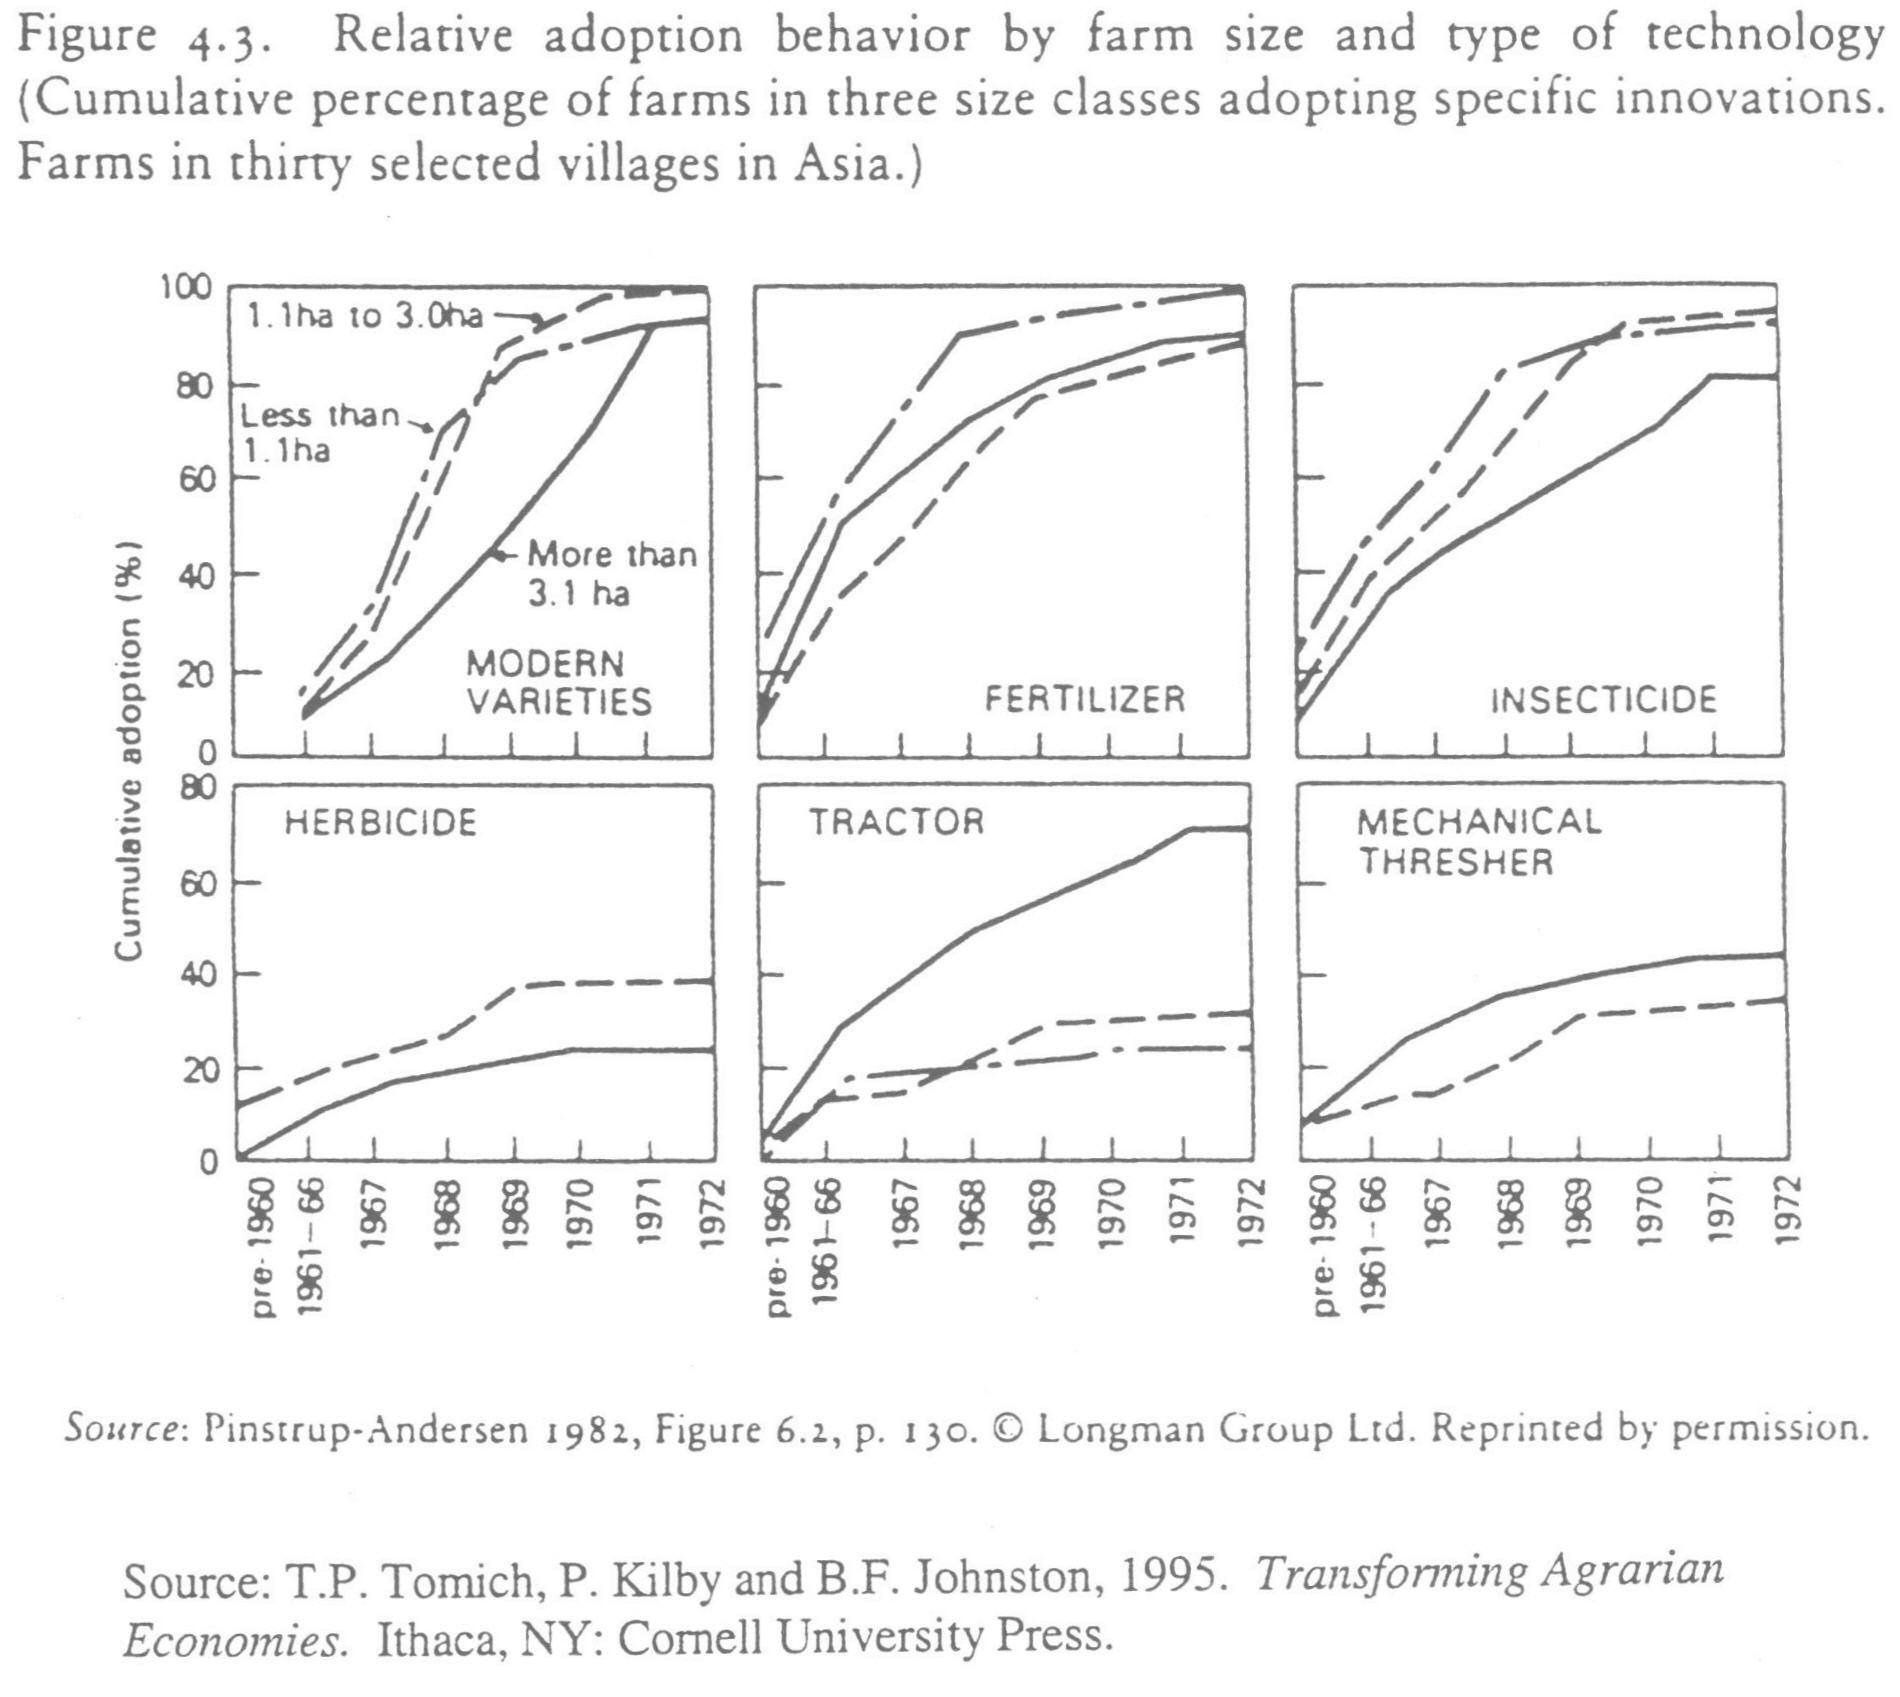 Figure 4.3. Relative adoption behavior by farm size and type of technology
(Cumulative percentage of farms in three size classes adopting specific innovations.
Farms in thirty selected villages in Asia.)
Cumulative adoption (%)
100
80
60
40
20
0
1.1ha to 3.0ha
Less than
1.1ha
More than
3.1 ha
MODERN
VARIETIES
FERTILIZER
INSECTICIDE
80
60
40
20
0
HERBICIDE
TRACTOR
MECHANICAL
THRESHER
pre-1960
1961–66
1967
1968
1969
1970
1971
1972
pre-1960
1961–66
1967
1968
1969
1970
1971
1972
pre-1960
1961–66
1967
1968
1969
1970
1971
1972
Source: Pinstrup-Andersen 1982, Figure 6.2, p. 130. © Longman Group Ltd. Reprinted by permission.
Source: T.P. Tomich, P. Kilby and B.F. Johnston, 1995. Transforming Agrarian
Economies. Ithaca, NY: Cornell University Press.